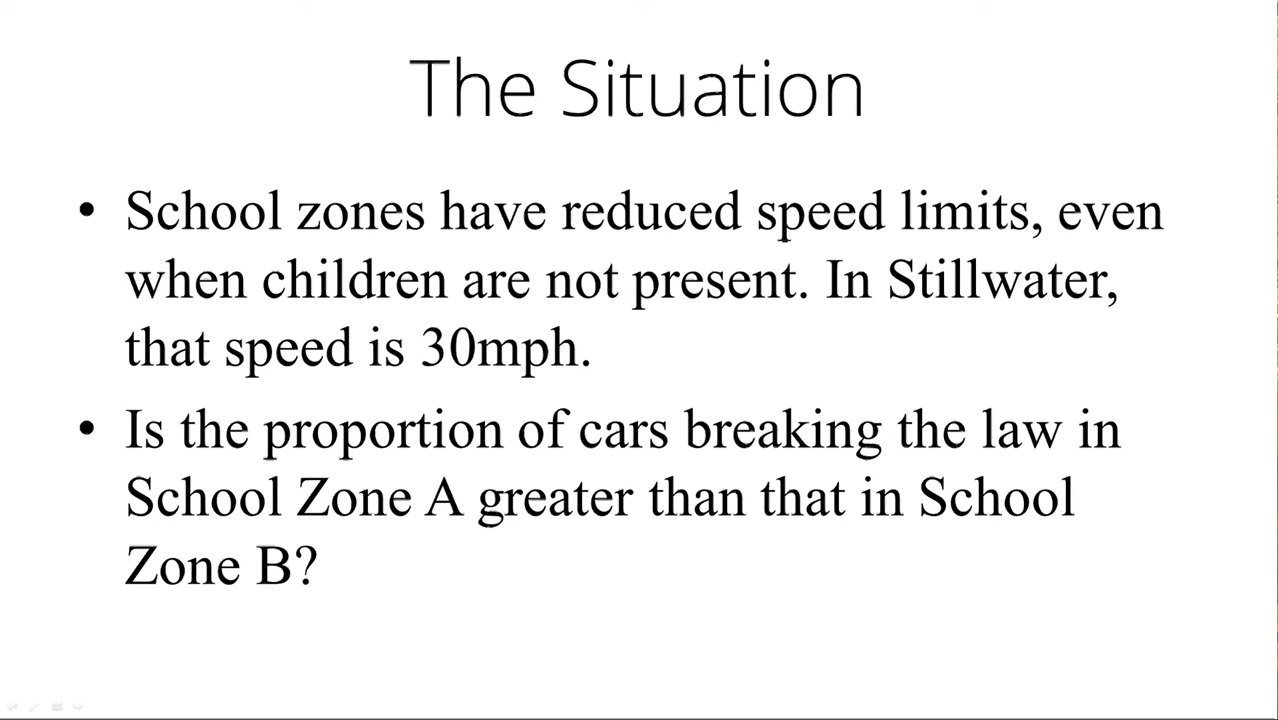 The Situation
• School zones have reduced speed limits, even
when children are not present. In Stillwater,
that speed is 30mph.
• Is the proportion of cars breaking the law in
School Zone A greater than that in School
Zone B?